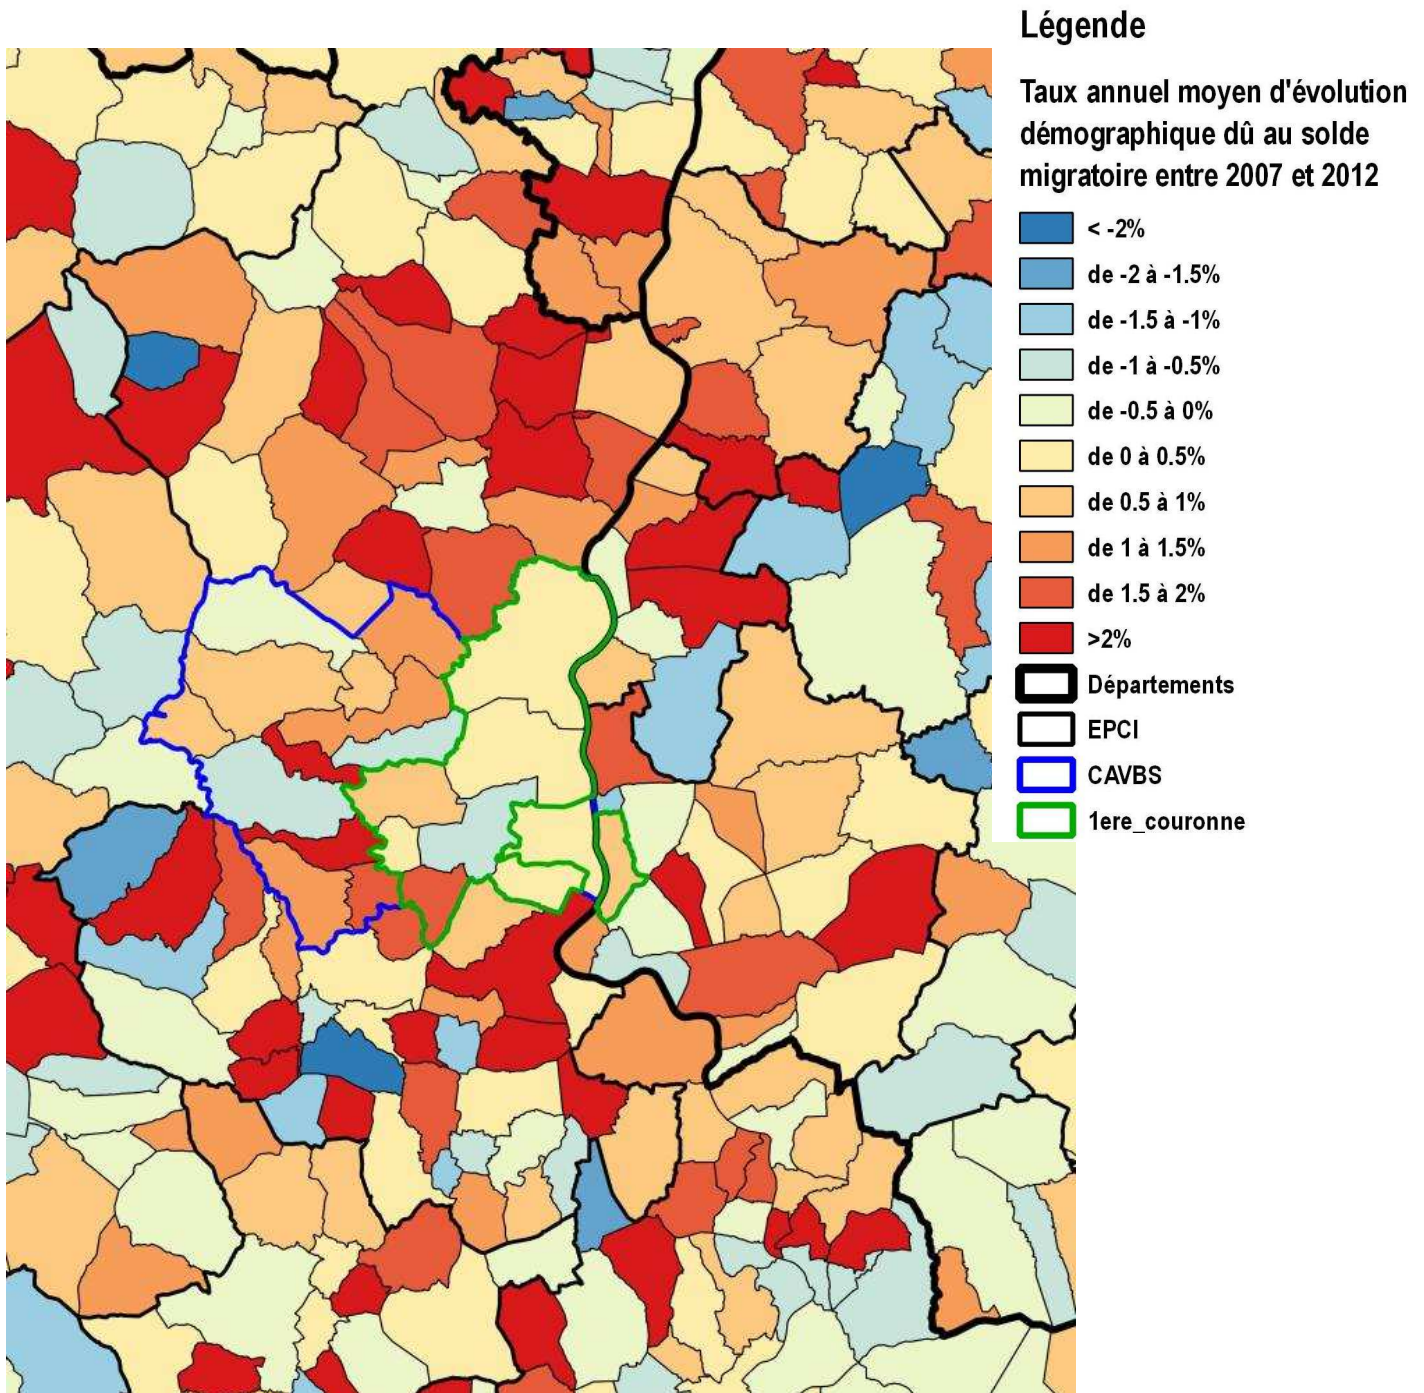 Légende
Taux annuel moyen d'évolution
démographique dû au solde
migratoire entre 2007 et 2012
< -2%
de -2 à -1.5%
de -1.5 à -1%
de -1 à -0.5%
de -0.5 à 0%
de 0 à 0.5%
de 0.5 à 1%
de 1 à 1.5%
de 1.5 à 2%
>2%
Départements
EPCI
CAVBS
1ere_couronne